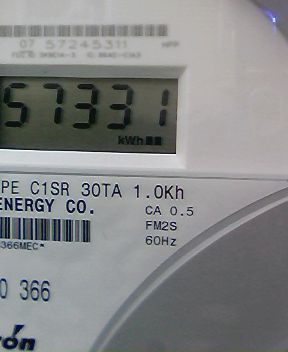 07 57245311
57331
kWh
PE C1SR 30TA 1.0Kh
ENERGY CO.
CA 0.5
FM2S
60Hz
366MEC*
0 366
rón